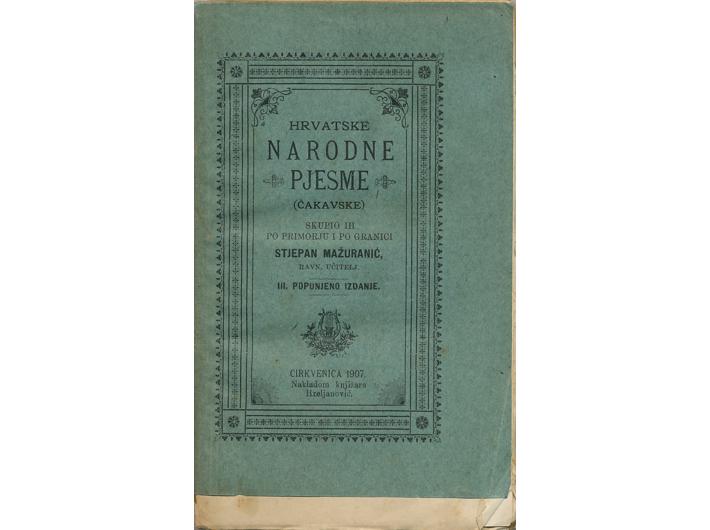 HRVATSKE
NARODNE
PJESME
(ČAKAVSKE)
SKUPIO IH
PO PRIMORJU I PO GRANICI
STJEPAN MAŽURANIĆ,
RAVN. UČITELJ.
III. POPUNJENO IZDANJE.
CIRKVENICA 1907.
Nakladom knjižare
Hreljanović.